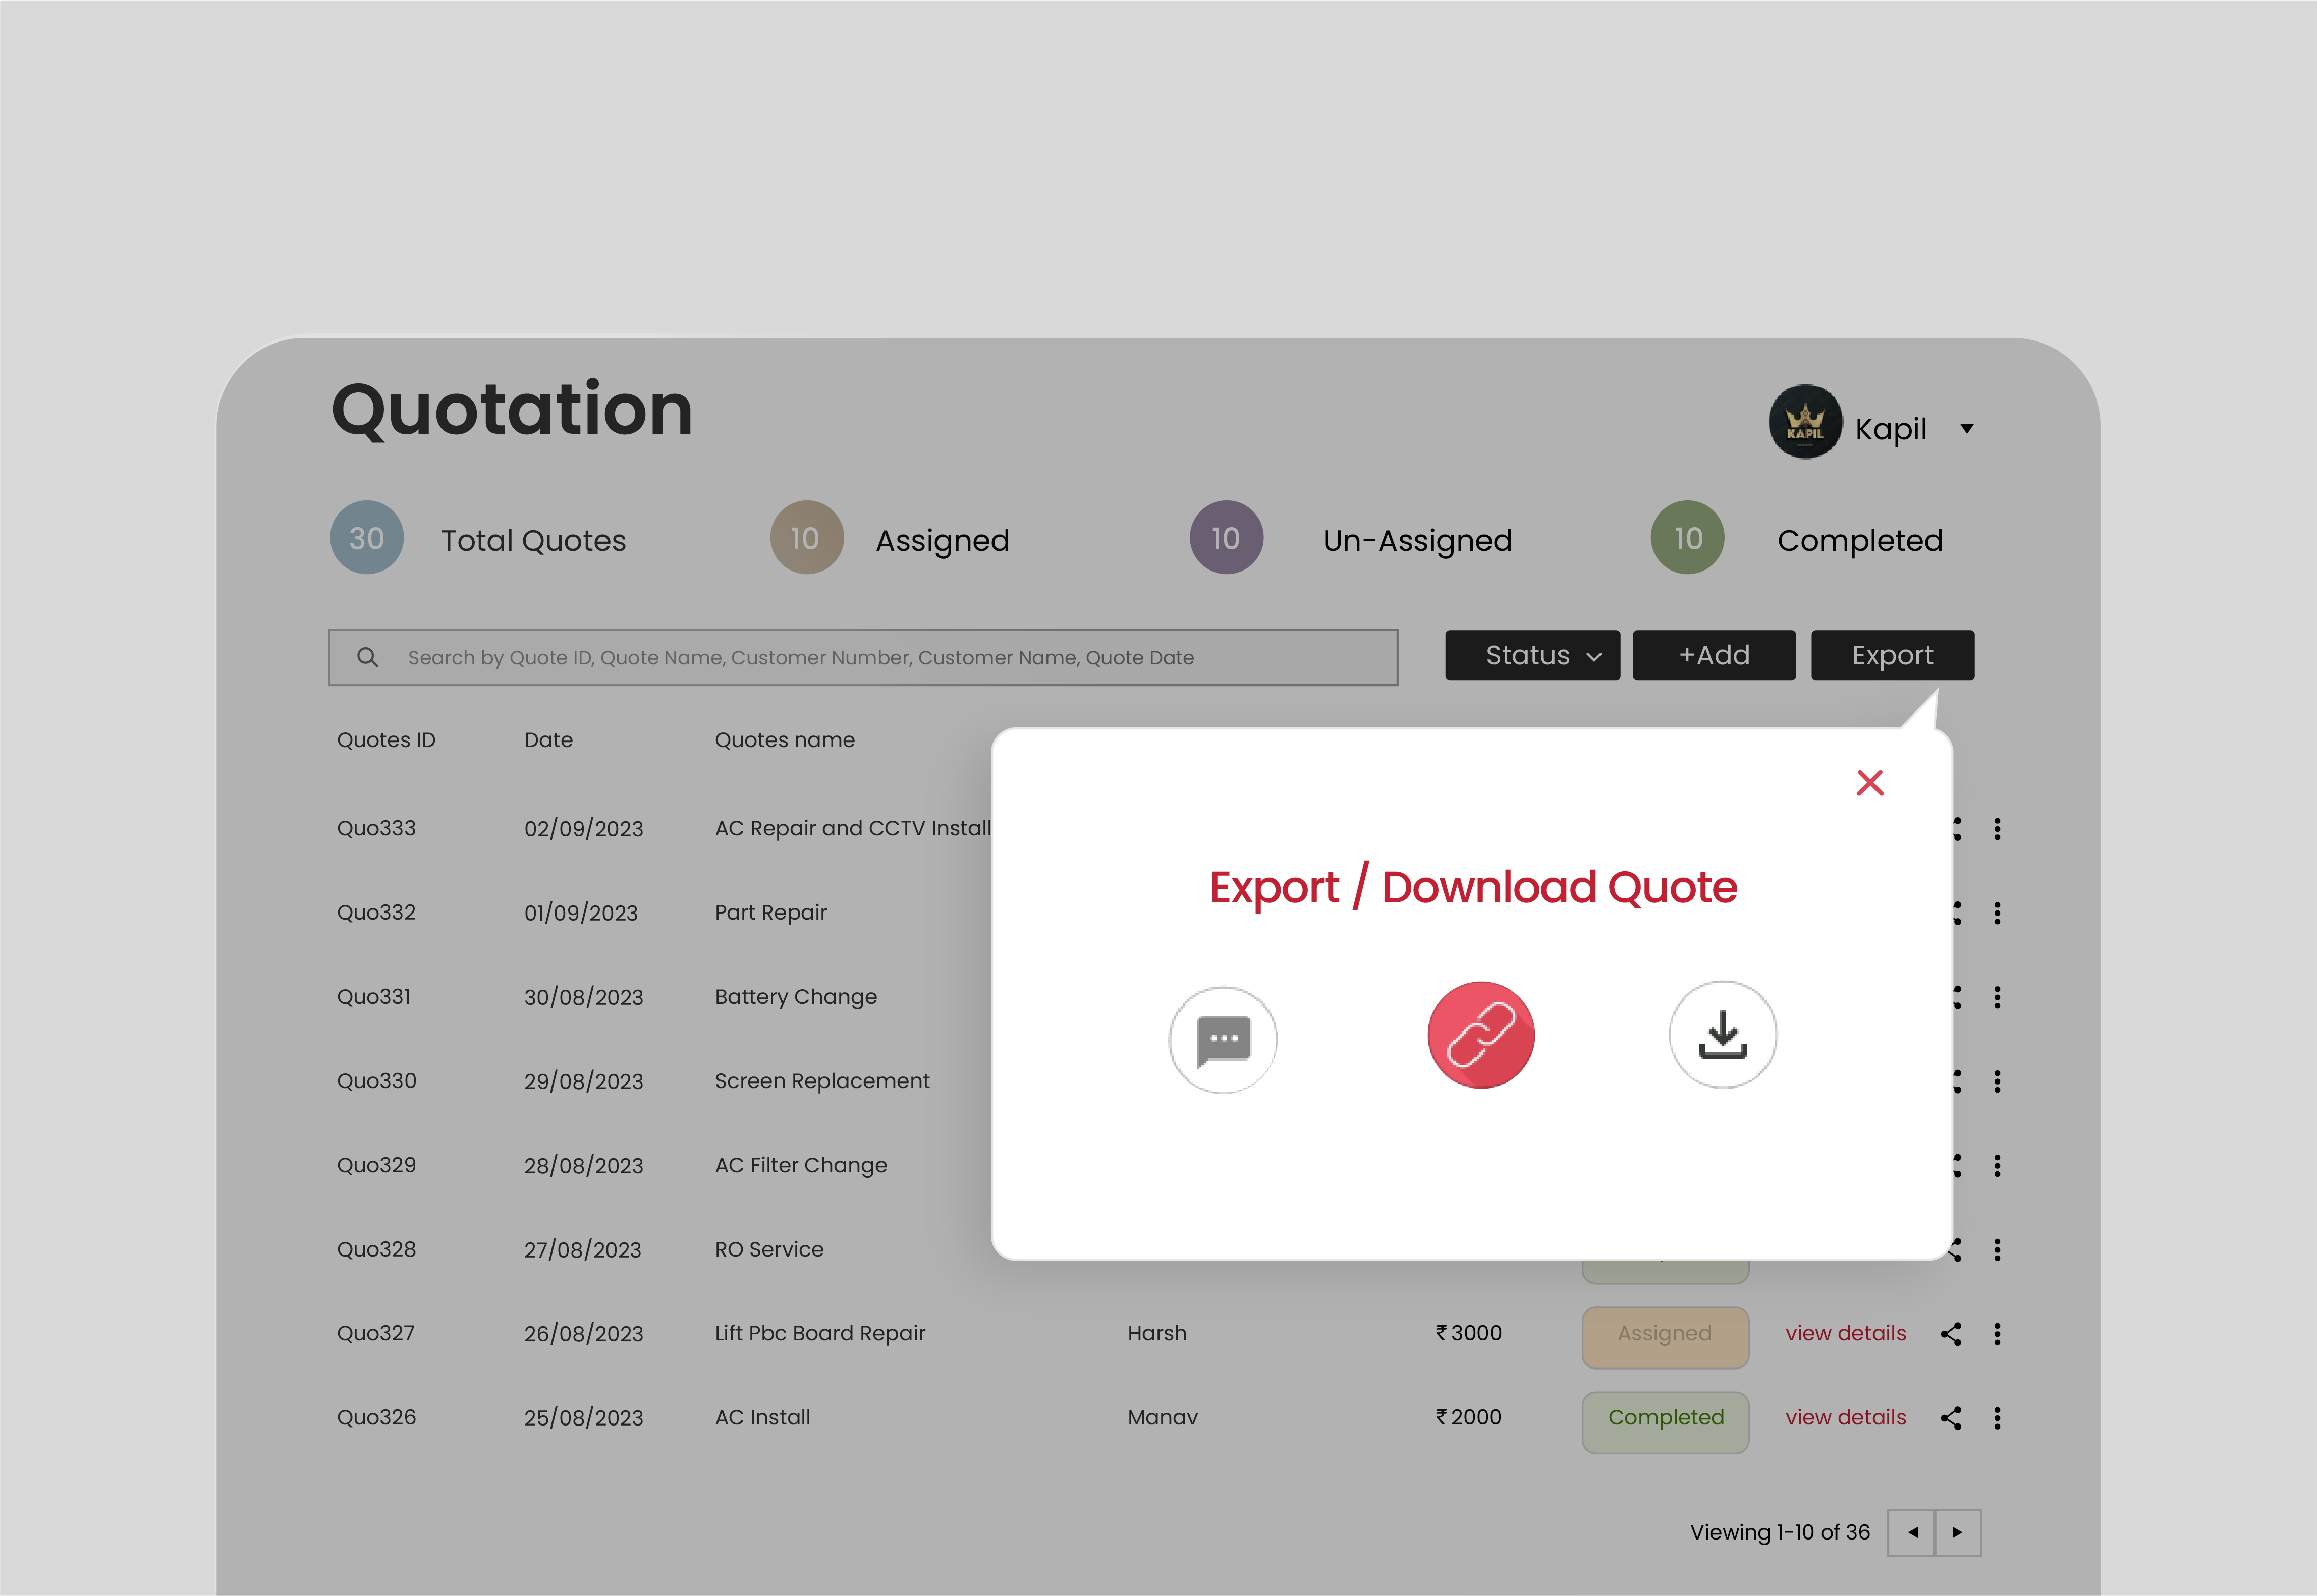 Quotation
KAPIL
Kapil
30 Total Quotes 10 Assigned 10 Un-Assigned 10 Completed
Search by Quote ID, Quote Name, Customer Number, Customer Name, Quote Date
Status +Add Export
Quotes ID Date Quotes name
Export / Download Quote
Quo333 02/09/2023 AC Repair and CCTV Install
Quo332 01/09/2023 Part Repair
Quo331 30/08/2023 Battery Change
Quo330 29/08/2023 Screen Replacement
Quo329 28/08/2023 AC Filter Change
Quo328 27/08/2023 RO Service
Quo327 26/08/2023 Lift Pbc Board Repair Harsh ₹3000 Assigned view details
Quo326 25/08/2023 AC Install Manav ₹2000 Completed view details
Viewing 1-10 of 36